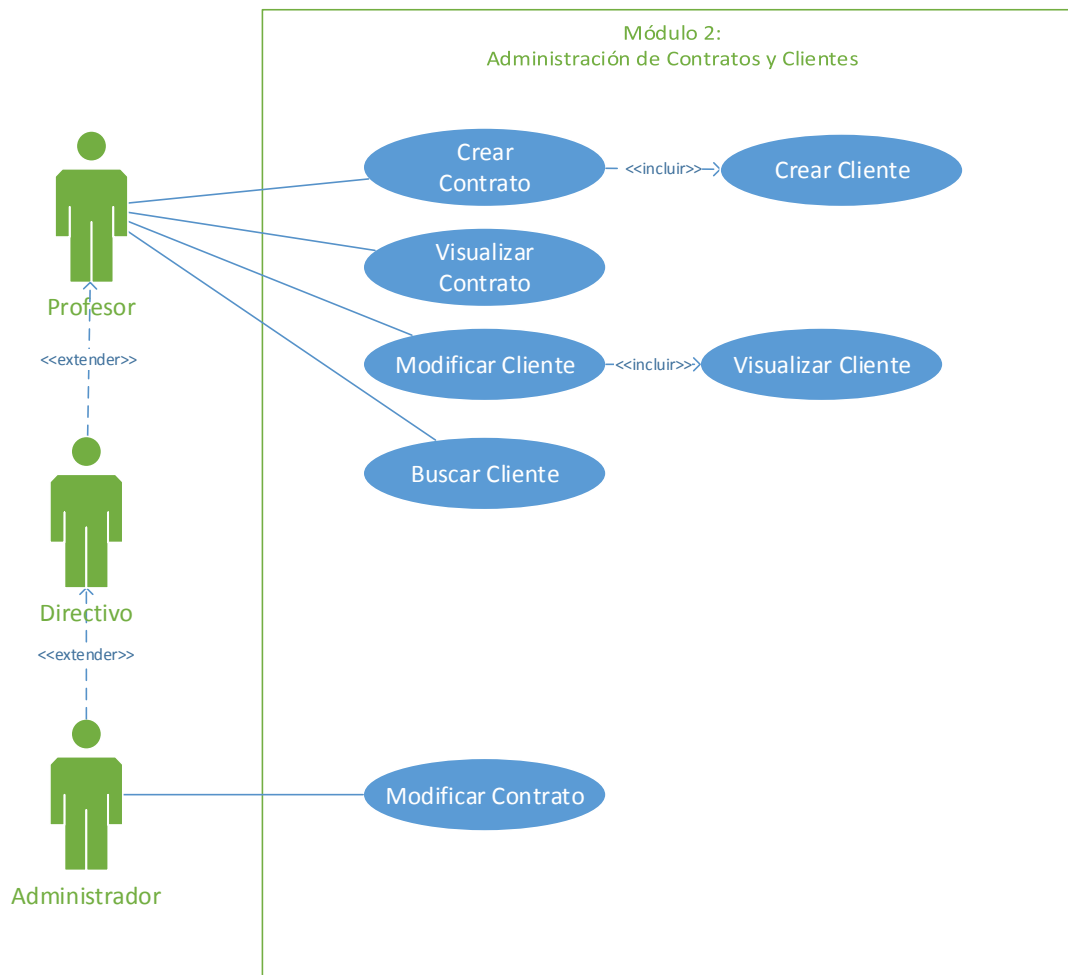 Módulo 2:
Administración de Contratos y Clientes
Crear
Contrato
<<incluir>>
Crear Cliente
Visualizar
Contrato
Profesor
<<extender>>
Modificar Cliente
<<incluir>>
Visualizar Cliente
Buscar Cliente
Directivo
<<extender>>
Modificar Contrato
Administrador